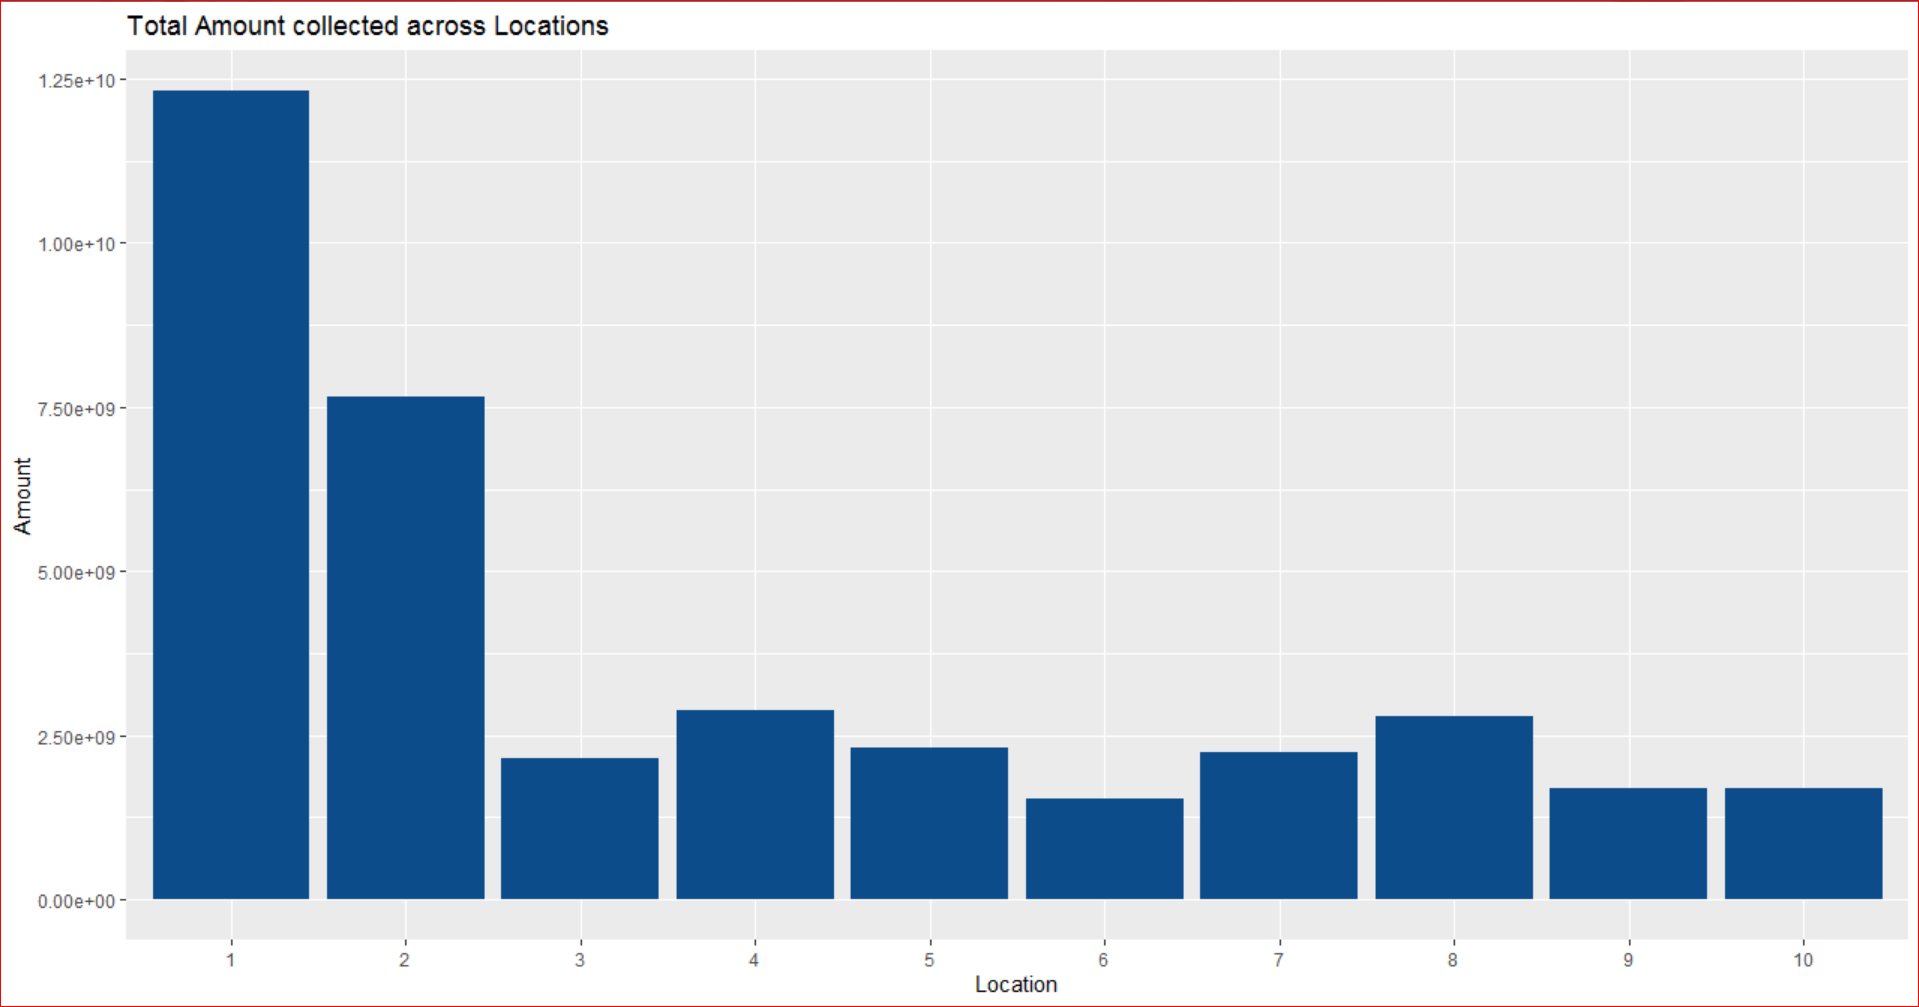 Total Amount collected across Locations
1.25e+10
1.00e+10
7.50e+09
5.00e+09
2.50e+09
0.00e+00
Amount
1 2 3 4 5 6 7 8 9 10
Location